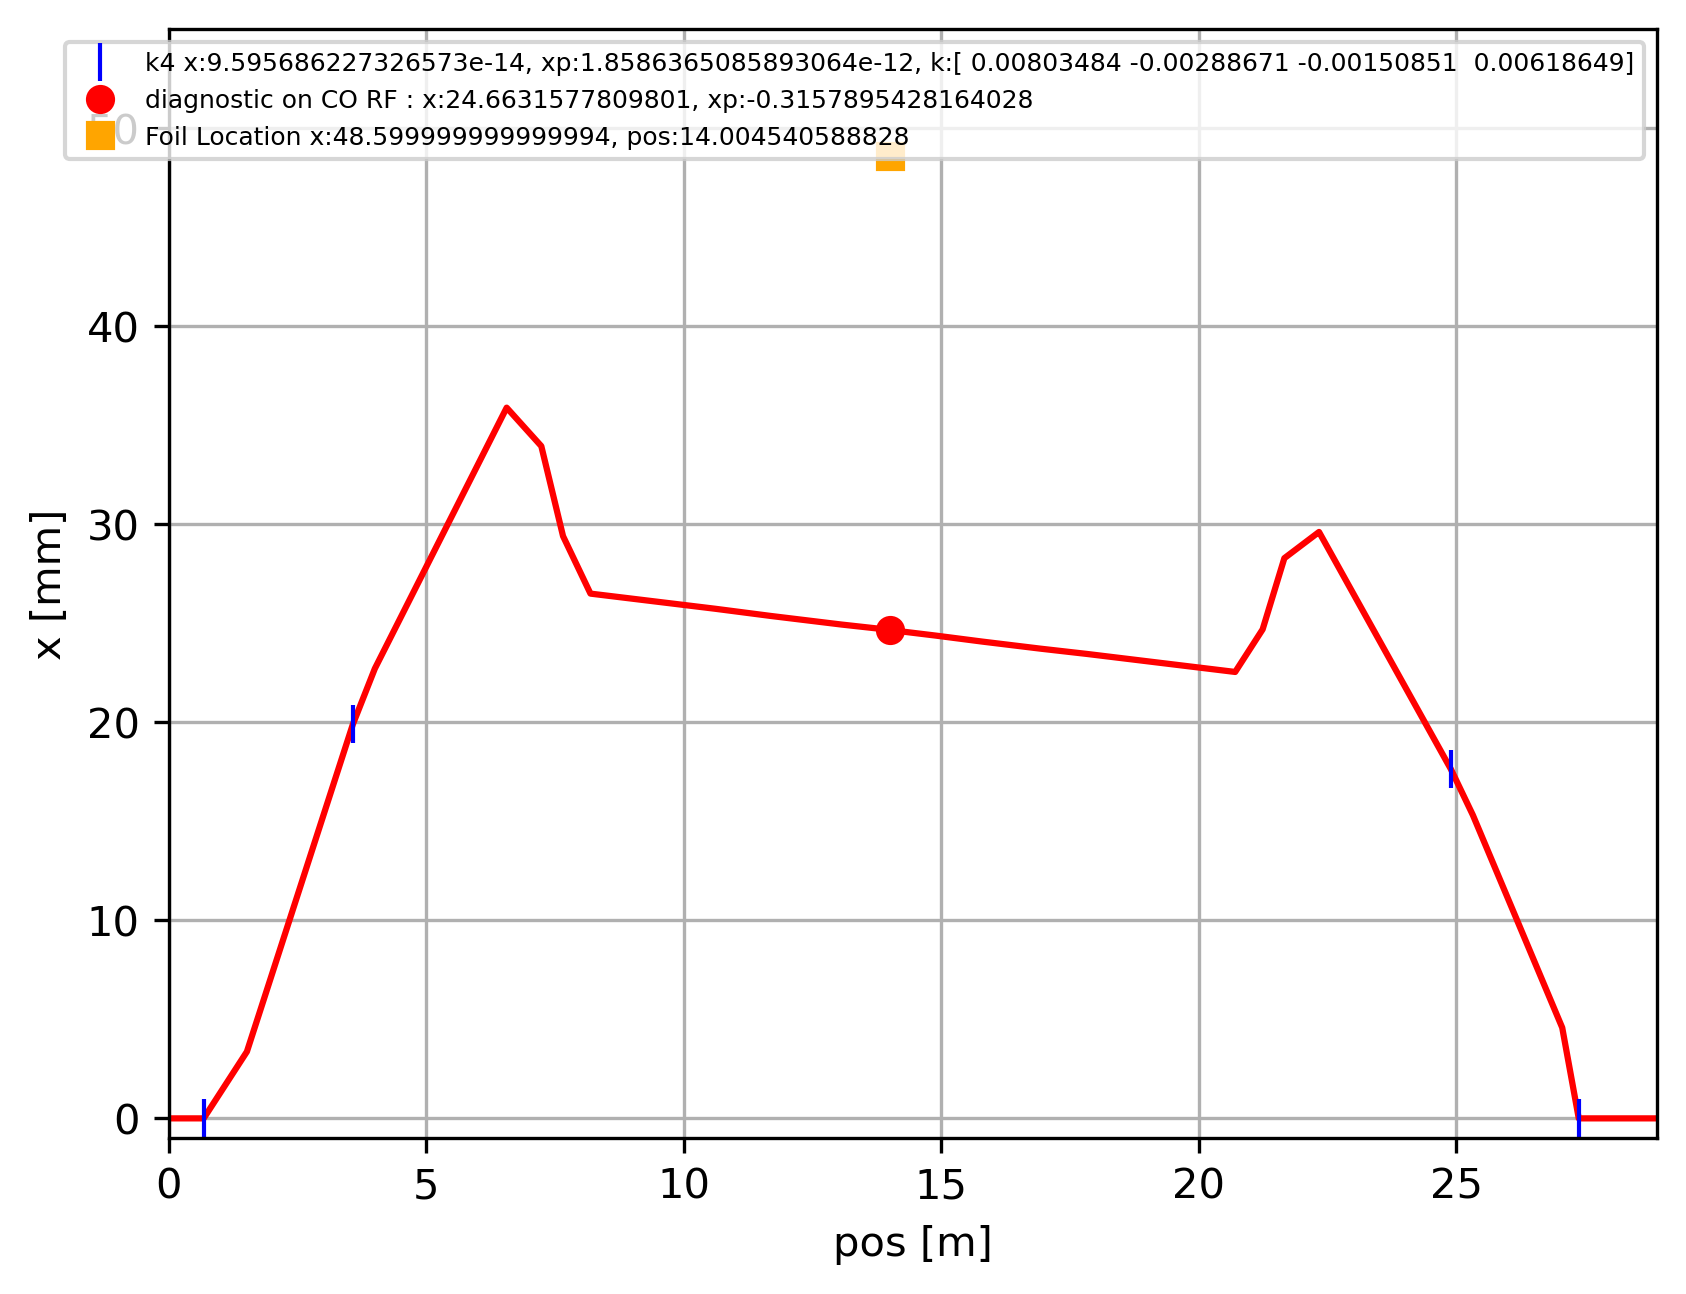 k4 x:9.595686227326573e-14, xp:1.8586365085893064e-12, k:[ 0.00803484 -0.00288671 -0.00150851  0.00618649]
diagnostic on CO RF : x:24.6631577809801, xp:-0.3157895428164028
Foil Location x:48.599999999999994, pos:14.004540588828
50
40
30
20
10
0
x [mm]
0 5 10 15 20 25
pos [m]